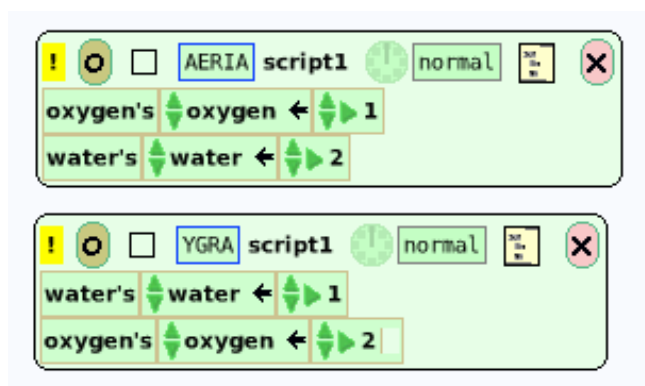 ! O AERIA script1 normal
oxygen's oxygen ← 1
water's water ← 2
! O YGRA script1 normal
water's water ← 1
oxygen's oxygen ← 2